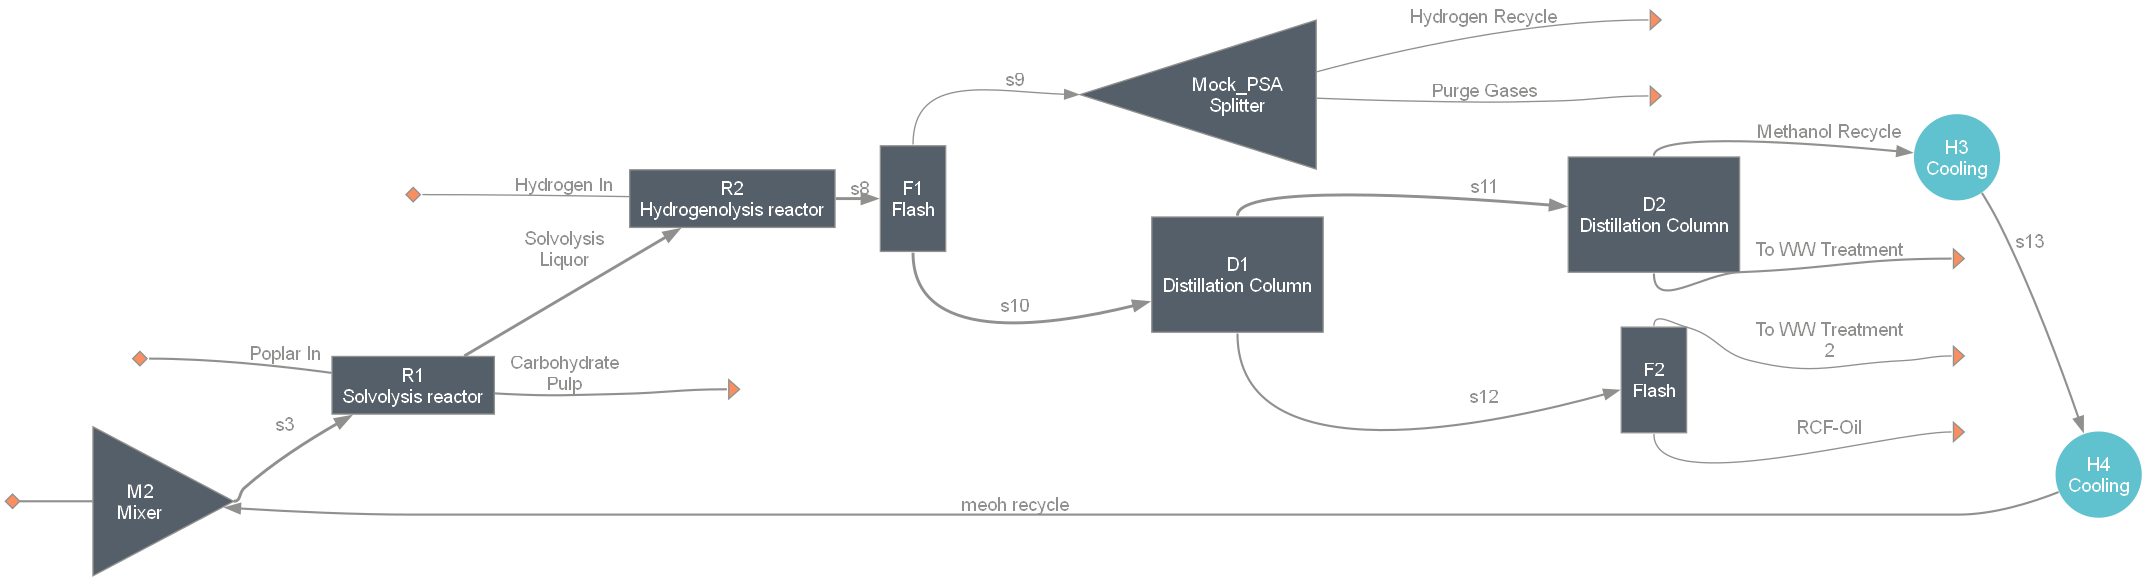 Hydrogen Recycle
s9
Mock_PSA
Splitter
Purge Gases
Methanol Recycle
H3
Cooling
Hydrogen In
R2
Hydrogenolysis reactor
s8
F1
Flash
s11
D2
Distillation Column
s13
Solvolysis
Liquor
To WW Treatment
D1
Distillation Column
s10
Poplar In
R1
Solvolysis reactor
Carbohydrate
Pulp
To WW Treatment
2
F2
Flash
s12
s3
RCF-Oil
M2
Mixer
meoh recycle
H4
Cooling